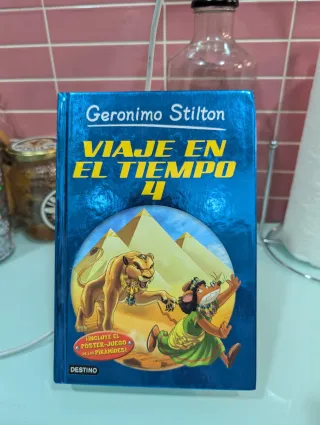 Geronimo Stilton
VIAJE EN
EL TIEMPO
4
¡INCLUYE EL
PÓSTER-JUEGO
DE LAS PIRÁMIDES!
DESTINO